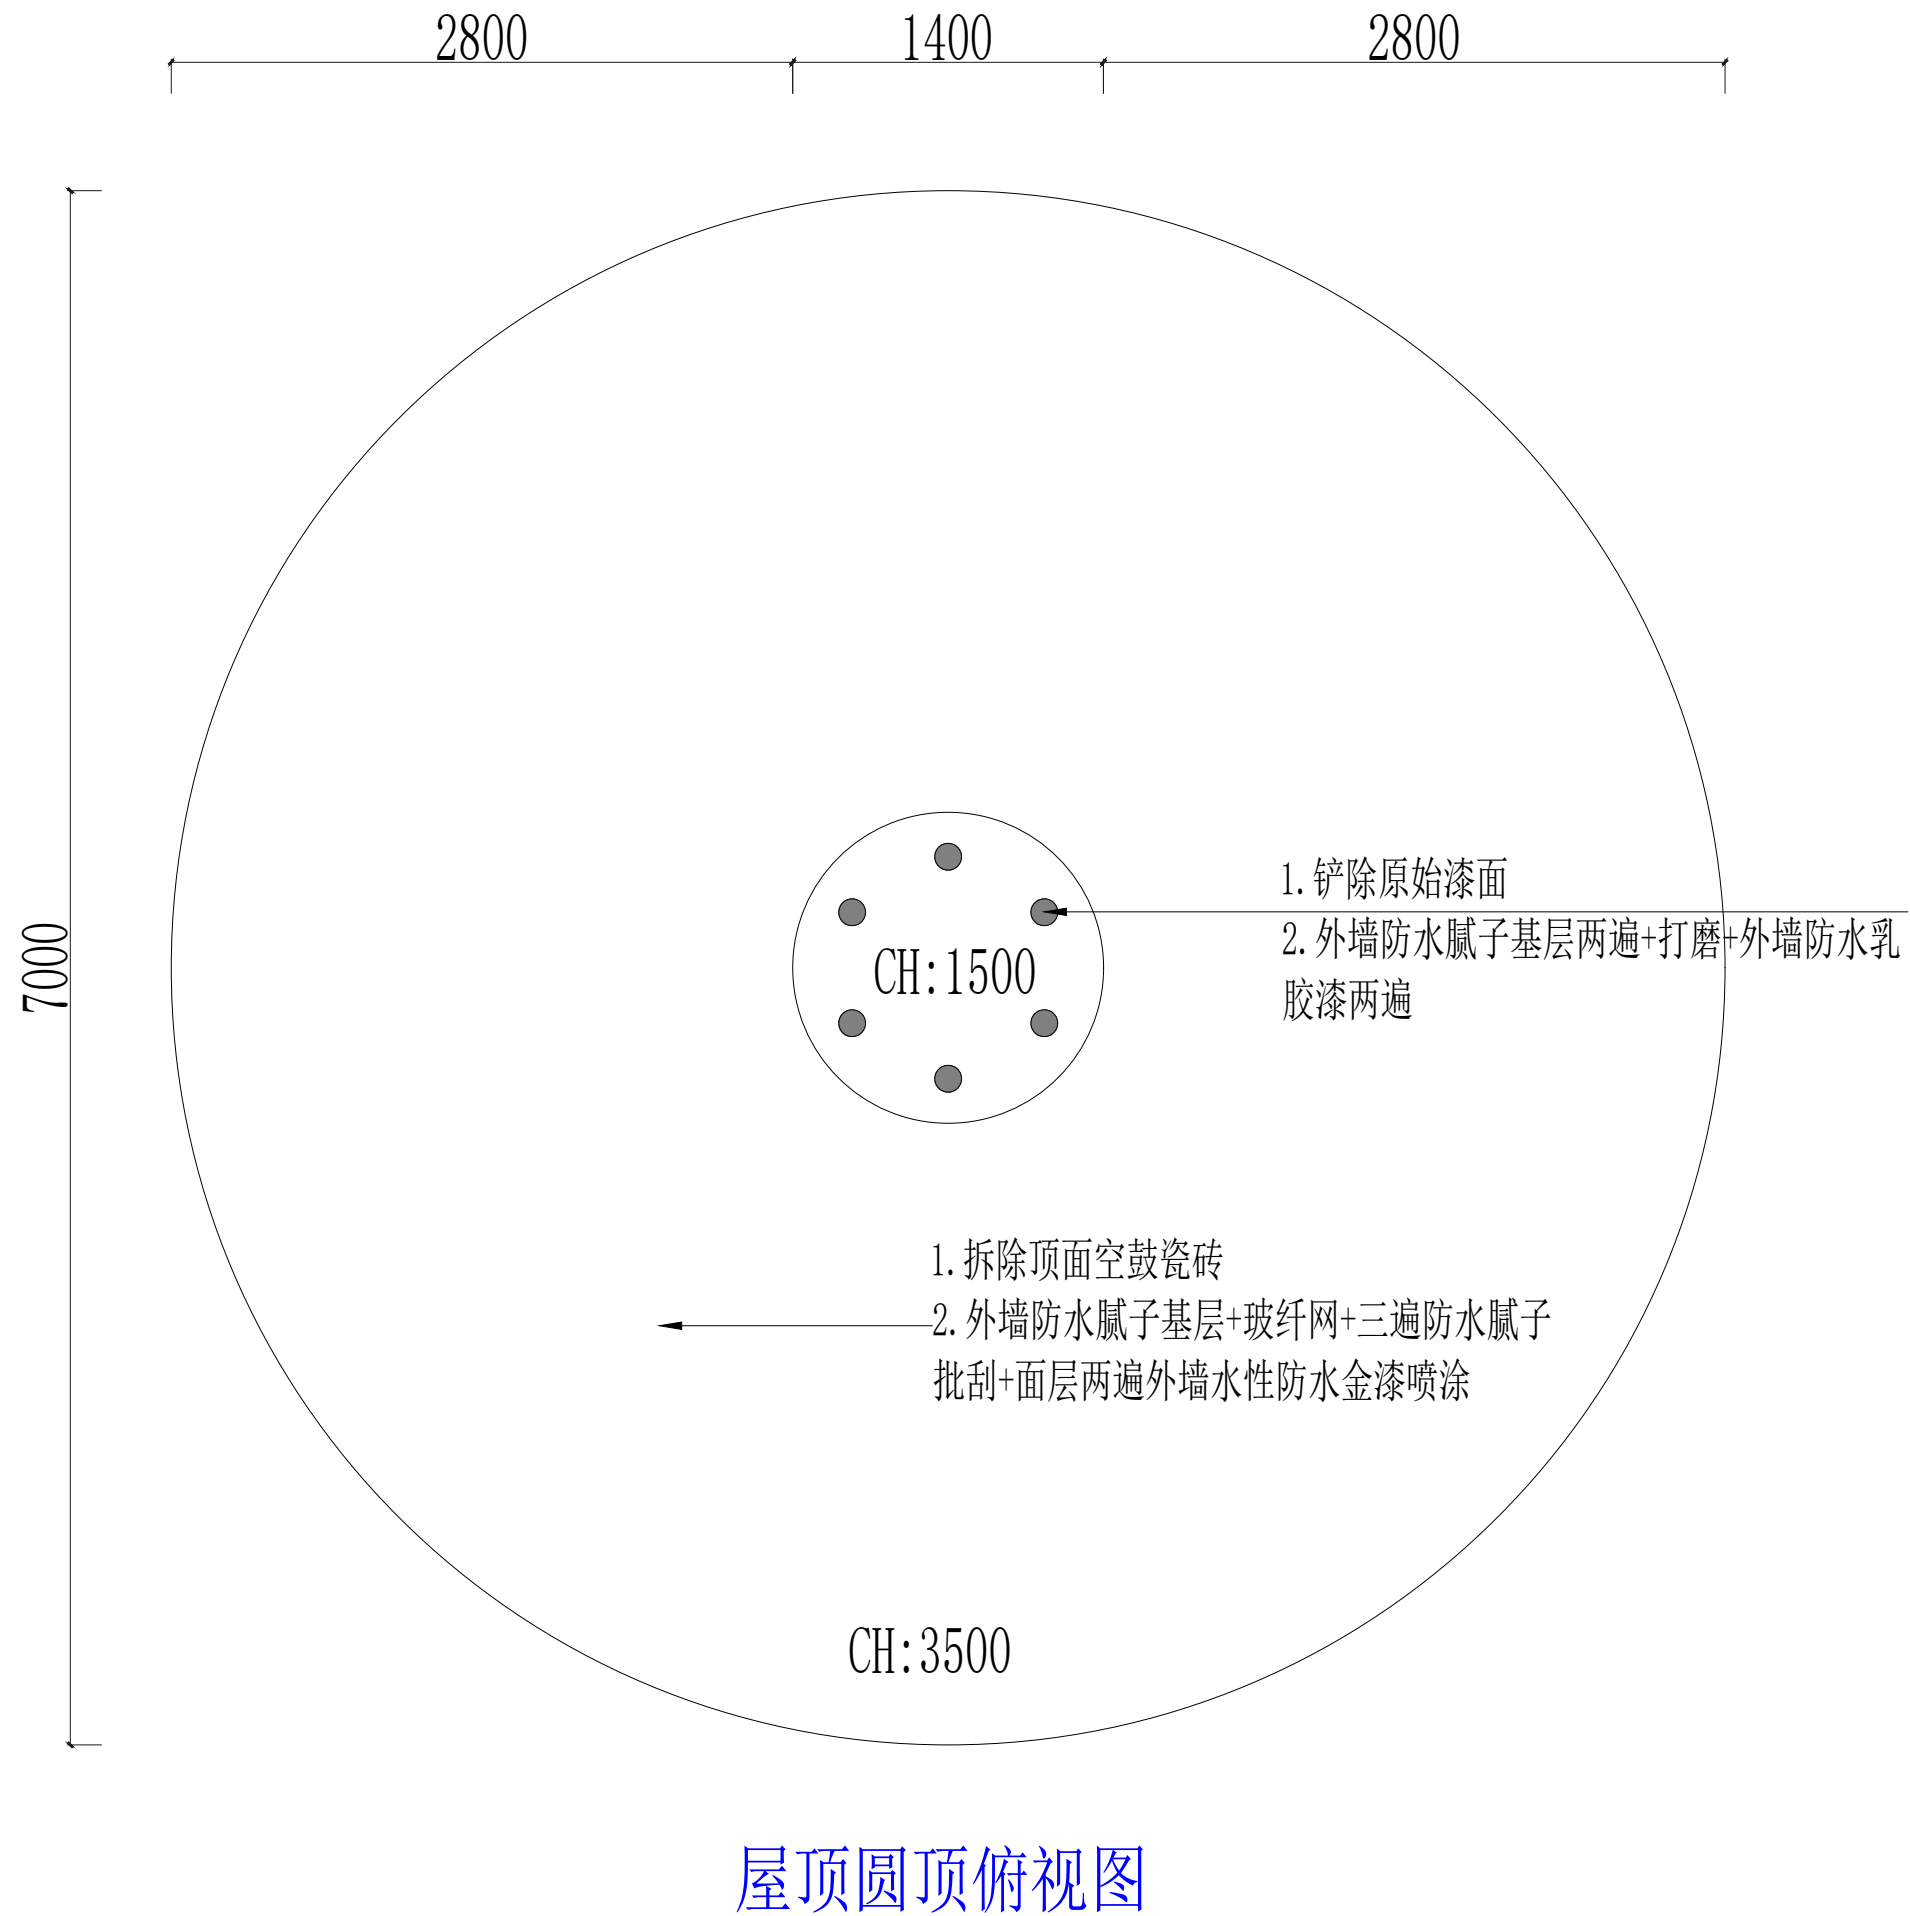 2800
1400
2800
7000
1.铲除原始漆面
2.外墙防水腻子基层两遍+打磨+外墙防水乳
胶漆两遍
CH:1500
1.拆除顶面空鼓瓷砖
2.外墙防水腻子基层+玻纤网+三遍防水腻子
批刮+面层两遍外墙水性防水金漆喷涂
CH:3500
屋顶圆顶俯视图